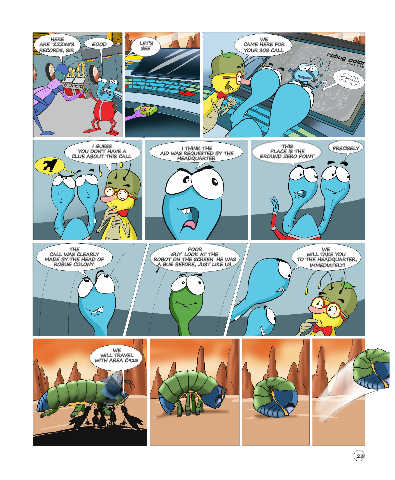 HERE
ARE 'ZZZINI'S
RECORDS, SIR
GOOD
LET'S
SEE
WE
CAME HERE FOR
YOUR SOS CALL
I GUESS
YOU DON'T HAVE A
CLUE ABOUT THIS CALL
I THINK THE
AID WAS REQUESTED BY THE
HEADQUARTER
THIS
PLACE IS THE
GROUND ZERO POINT
PRECISELY
THE
CALL WAS CLEARLY
MADE BY THE HEAD OF
ROGUE COLONY
POOR
GUY! LOOK AT THE
ROBOT ON THE SCREEN. HE WAS
A BUG BEFORE, JUST LIKE US
WE
WILL TAKE YOU
TO THE HEADQUARTER,
IMMEDIATELY!
WE
WILL TRAVEL
WITH AREA
23